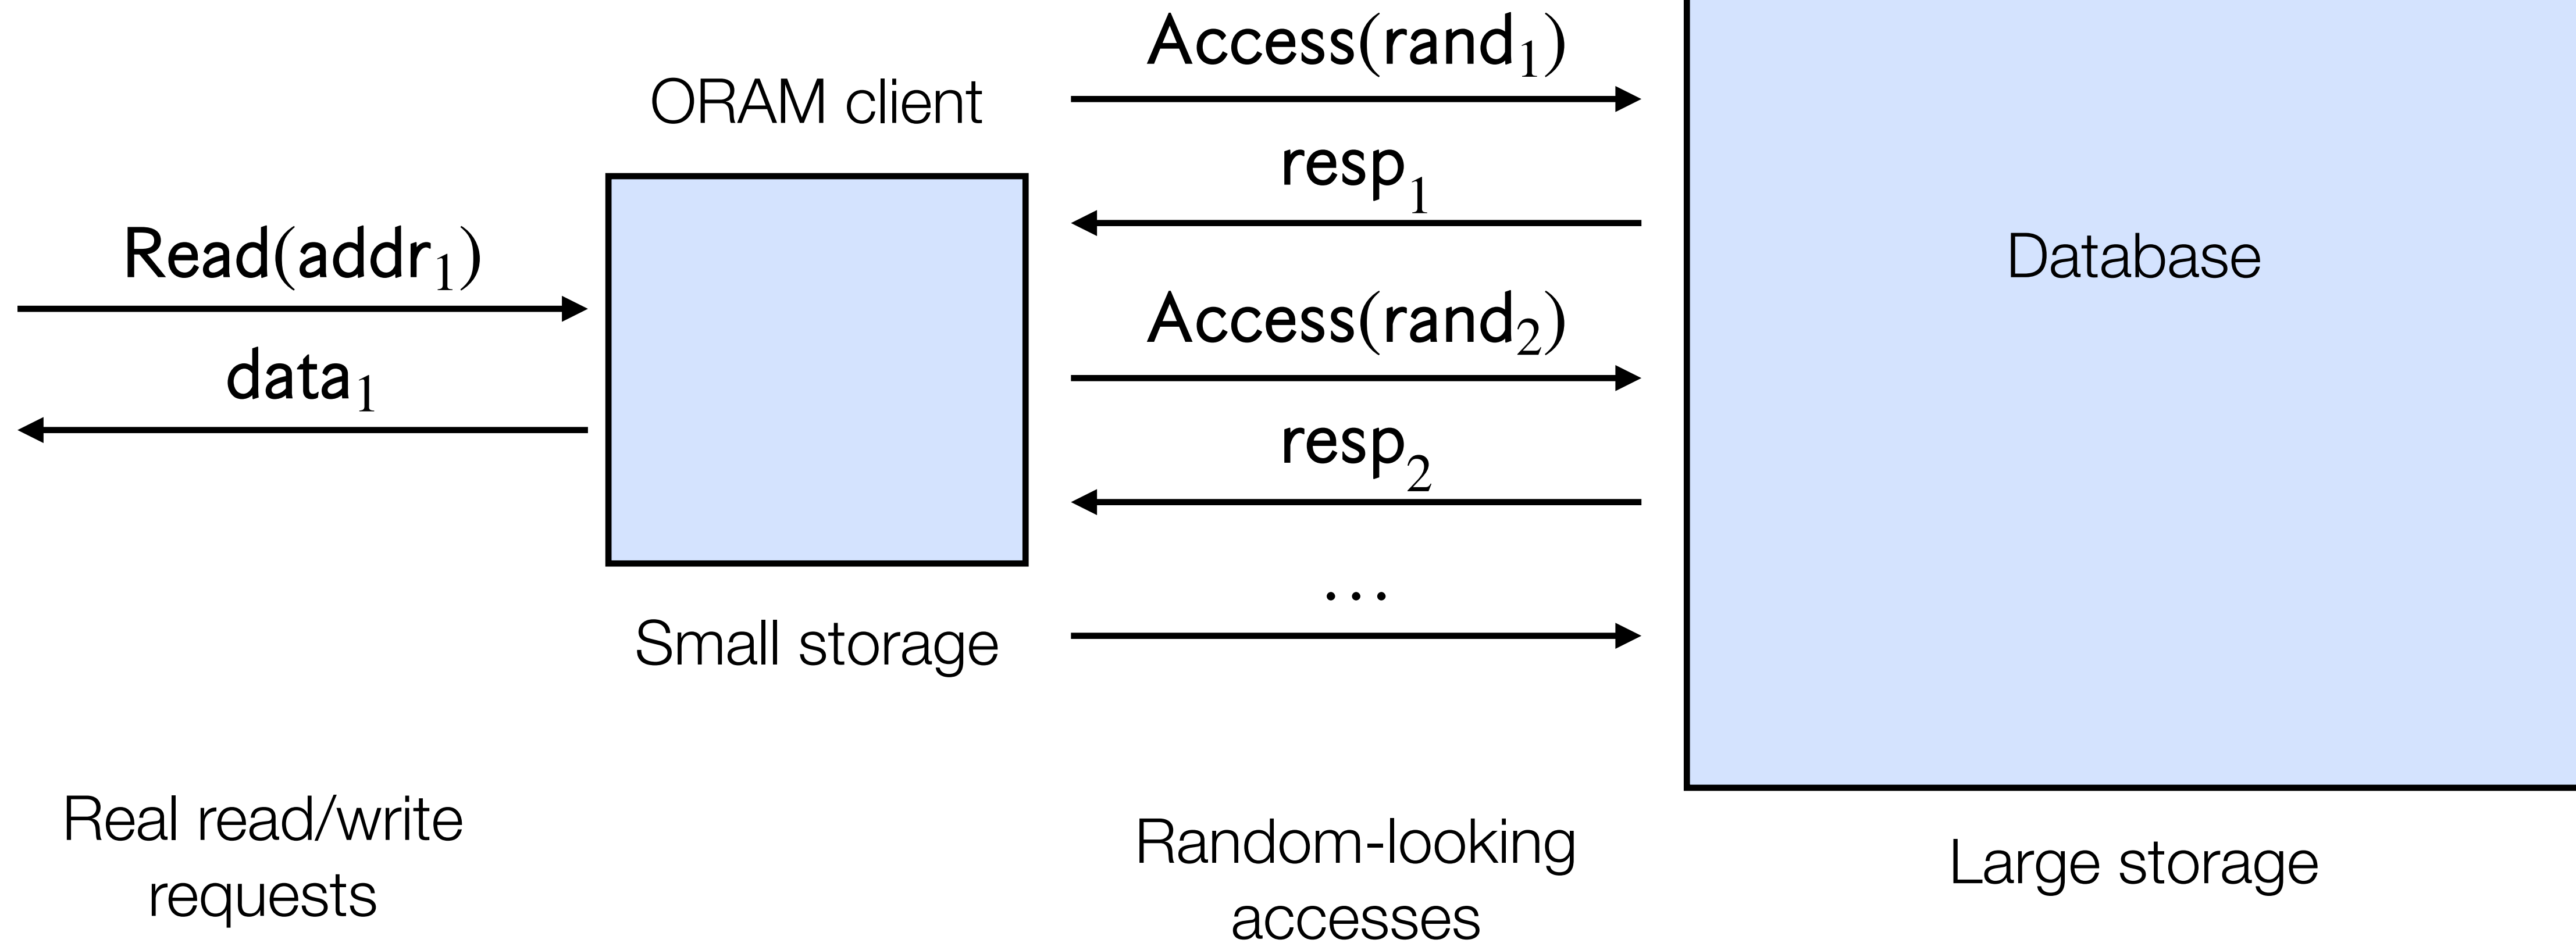 Read(addr₁)
data₁
Real read/write
requests
ORAM client
Small storage
Access(rand₁)
resp₁
Access(rand₂)
resp₂
...
Random-looking
accesses
Database
Large storage